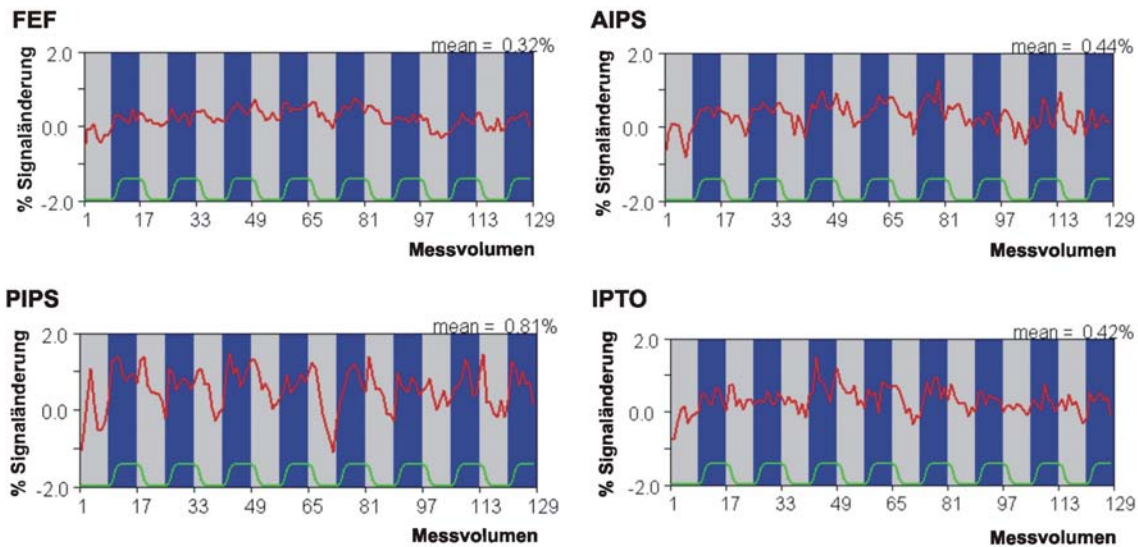 FEF
mean = 0.32%
% Signaländerung
2.0
0.0
-2.0
1 17 33 49 65 81 97 113 129
Messvolumen
AIPS
mean = 0.44%
% Signaländerung
2.0
0.0
-2.0
1 17 33 49 65 81 97 113 129
Messvolumen
PIPS
mean = 0.81%
% Signaländerung
2.0
0.0
-2.0
1 17 33 49 65 81 97 113 129
Messvolumen
IPTO
mean = 0.42%
% Signaländerung
2.0
0.0
-2.0
1 17 33 49 65 81 97 113 129
Messvolumen